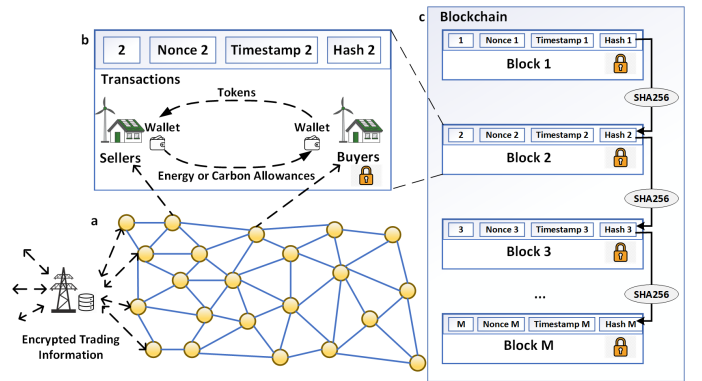 b
2 Nonce 2 Timestamp 2 Hash 2
Transactions
Tokens
Wallet Wallet
Sellers Buyers
Energy or Carbon Allowances
a
Encrypted Trading
Information
c Blockchain
1 Nonce 1 Timestamp 1 Hash 1
Block 1
SHA256
2 Nonce 2 Timestamp 2 Hash 2
Block 2
SHA256
3 Nonce 3 Timestamp 3 Hash 3
Block 3
...
SHA256
M Nonce M Timestamp M Hash M
Block M